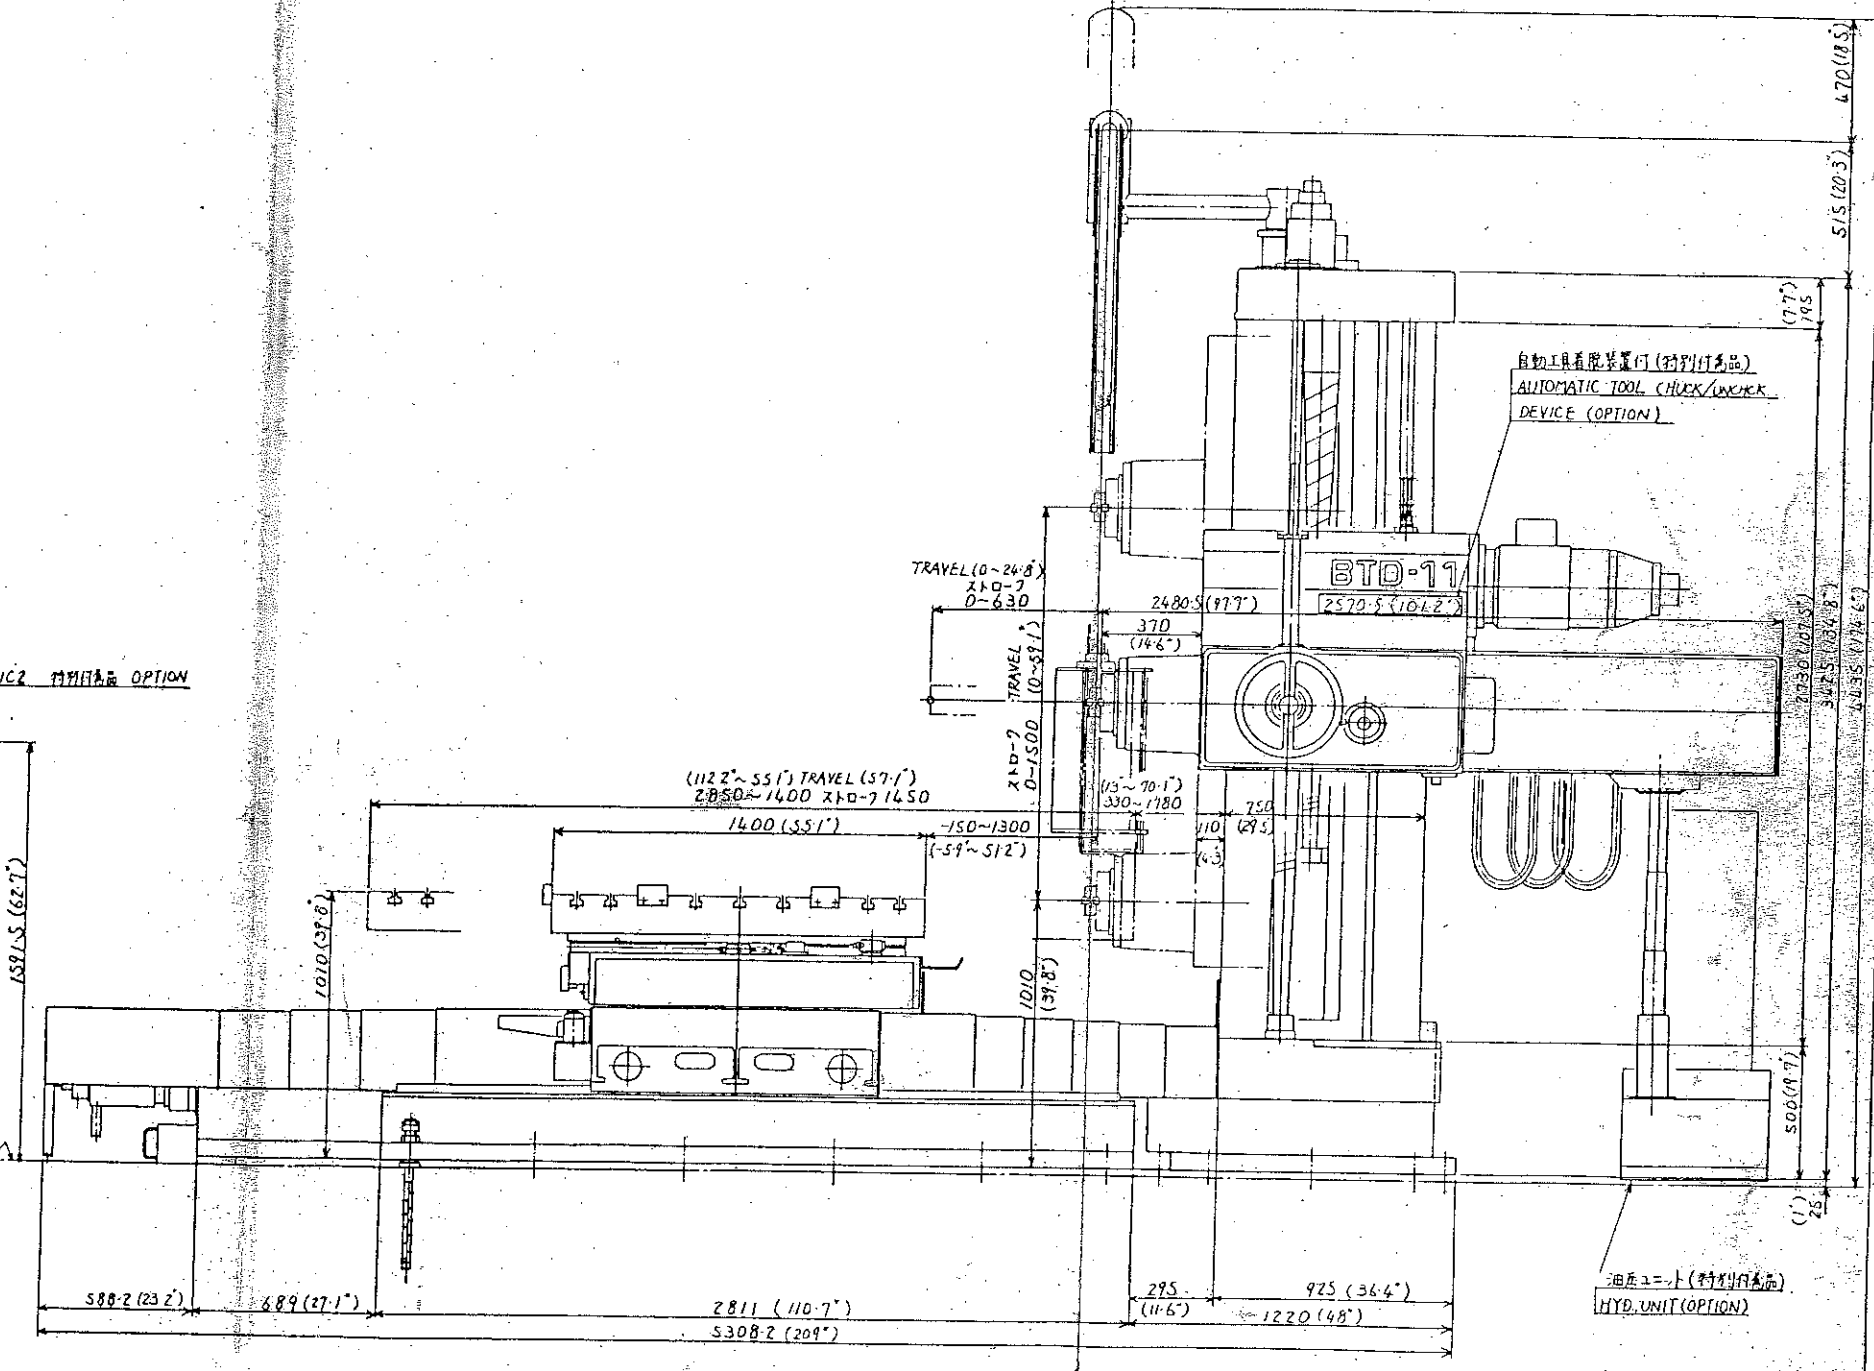 470 (18.5")
515 (20.3")
(7.7")
195
自動工具着脱装置付 (特別付属品)
AUTOMATIC TOOL CHUCK/UNCHCK
DEVICE (OPTION)
BTD-11
TRAVEL (0~24.8")
ストローク
0~630
2480.5 (97.7")
2570.5 (101.2")
370
(14.6")
TRAVEL
(0~59.1")
ストローク
0~1500
2730 (107.5")
3425 (134.8")
4435 (174.6")
特別付属品 OPTION
(112.2"~55.1") TRAVEL (57.1")
2850~1400 ストローク 1450
(13"~70.1")
330~1780
750
(29.5)
1400 (55.1")
-150~1300
(-5.9"~51.2")
110
(4.3)
1591.5 (62.7")
1010 (39.8")
1010
(39.8")
500 (19.7")
(1")
25
588.2 (23.2")
689 (27.1")
2811 (110.7")
295
(11.6")
925 (36.4")
1220 (48")
5308.2 (209")
油圧ユニット (特別付属品)
HYD. UNIT (OPTION)